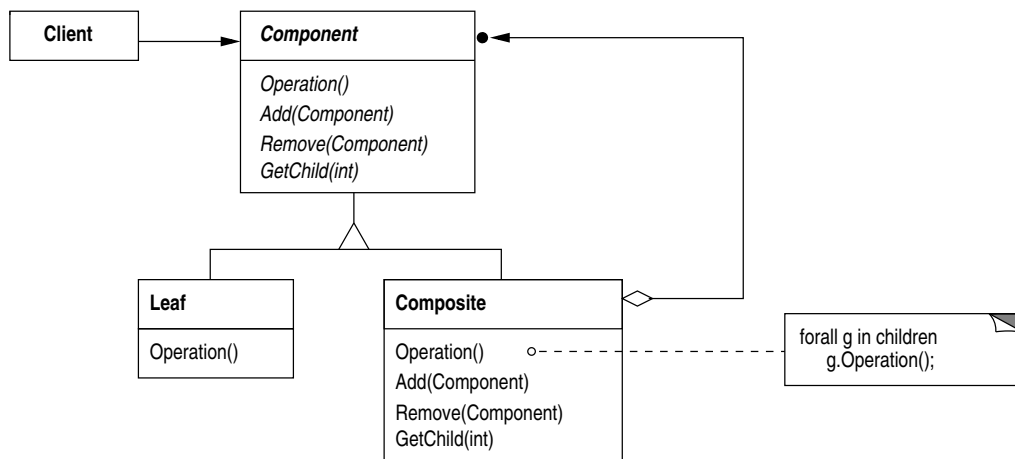 Client
Component
Operation()
Add(Component)
Remove(Component)
GetChild(int)
Leaf
Operation()
Composite
Operation()
Add(Component)
Remove(Component)
GetChild(int)
forall g in children
g.Operation();